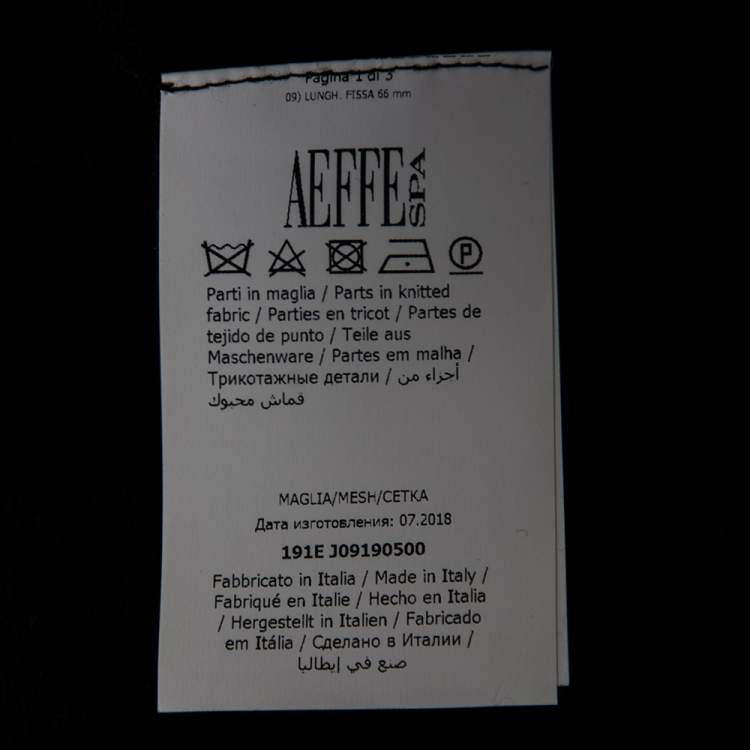 Pagina 1 di 3
09) LUNGH. FISSA 66 mm
AEFFE SPA
P
Parti in maglia / Parts in knitted
fabric / Parties en tricot / Partes de
tejido de punto / Teile aus
Maschenware / Partes em malha /
Трикотажные детали / أجزاء من
قماش محبوك
MAGLIA/MESH/СЕТКА
Дата изготовления: 07.2018
191E J09190500
Fabbricato in Italia / Made in Italy /
Fabriqué en Italie / Hecho en Italia
/ Hergestellt in Italien / Fabricado
em Itália / Сделано в Италии /
صنع في إيطاليا